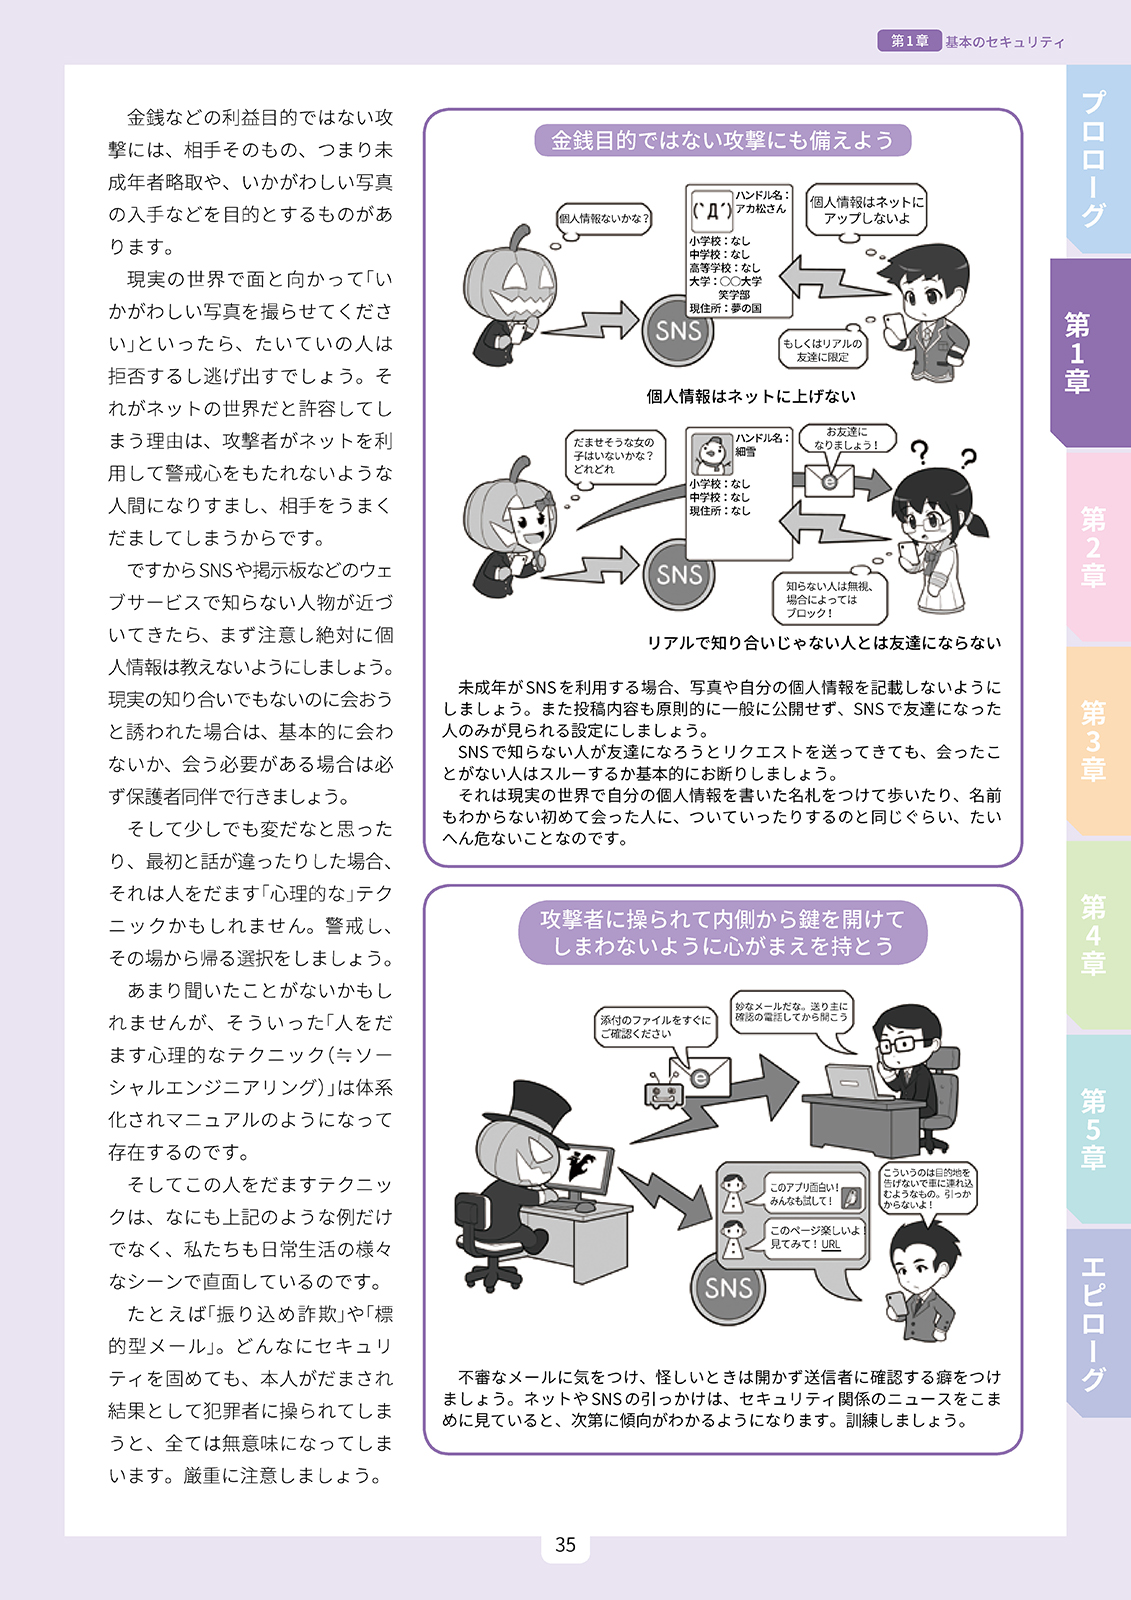 第1章 基本のセキュリティ
金銭などの利益目的ではない攻
撃には、相手そのもの、つまり未
成年者略取や、いかがわしい写真
の入手などを目的とするものがあ
ります。
現実の世界で面と向かって「い
かがわしい写真を撮らせてくださ
い」といったら、たいていの人は
拒否するし逃げ出すでしょう。そ
れがネットの世界だと許容してし
まう理由は、攻撃者がネットを利
用して警戒心をもたれないような
人間になりすまし、相手をうまく
だましてしまうからです。
ですからSNSや掲示板などのウェ
ブサービスで知らない人物が近づ
いてきたら、まず注意し絶対に個
人情報は教えないようにしましょう。
現実の知り合いでもないのに会おう
と誘われた場合は、基本的に会わ
ないか、会う必要がある場合は必
ず保護者同伴で行きましょう。
そして少しでも変だなと思った
り、最初と話が違ったりした場合、
それは人をだます「心理的な」テク
ニックかもしれません。警戒し、
その場から帰る選択をしましょう。
あまり聞いたことがないかもし
れませんが、そういった「人をだ
ます心理的なテクニック(≒ソー
シャルエンジニアリング)」は体系
化されマニュアルのようになって
存在するのです。
そしてこの人をだますテクニッ
クは、なにも上記のような例だけ
でなく、私たちも日常生活の様々
なシーンで直面しているのです。
たとえば「振り込め詐欺」や「標
的型メール」。どんなにセキュリ
ティを固めても、本人がだまされ
結果として犯罪者に操られてしま
うと、全ては無意味になってしま
います。厳重に注意しましょう。
金銭目的ではない攻撃にも備えよう
個人情報ないかな?
(`Д´)
ハンドル名:
アカ松さん
小学校:なし
中学校:なし
高等学校:なし
大学:○○大学
笑学部
現住所:夢の国
SNS
個人情報はネットに
アップしないよ
もしくはリアルの
友達に限定
個人情報はネットに上げない
だませそうな女の
子はいないかな?
どれどれ
ハンドル名:
細雪
小学校:なし
中学校:なし
現住所:なし
SNS
お友達に
なりましょう!
e
? ?
知らない人は無視、
場合によっては
ブロック!
リアルで知り合いじゃない人とは友達にならない
未成年がSNSを利用する場合、写真や自分の個人情報を記載しないように
しましょう。また投稿内容も原則的に一般に公開せず、SNSで友達になった
人のみが見られる設定にしましょう。
SNSで知らない人が友達になろうとリクエストを送ってきても、会ったこ
とがない人はスルーするか基本的にお断りしましょう。
それは現実の世界で自分の個人情報を書いた名札をつけて歩いたり、名前
もわからない初めて会った人に、ついていったりするのと同じぐらい、たい
へん危ないことなのです。
攻撃者に操られて内側から鍵を開けて
しまわないように心がまえを持とう
添付のファイルをすぐに
ご確認ください
e
妙なメールだな。送り主に
確認の電話してから開こう
このアプリ面白い!
みんなも試して!
このページ楽しいよ!
見てみて! URL
SNS
こういうのは目的地を
告げないで車に連れ込
むようなもの。引っか
からないよ!
不審なメールに気をつけ、怪しいときは開かず送信者に確認する癖をつけ
ましょう。ネットやSNSの引っかけは、セキュリティ関係のニュースをこま
めに見ていると、次第に傾向がわかるようになります。訓練しましょう。
プロローグ
第1章
第2章
第3章
第4章
第5章
エピローグ
35